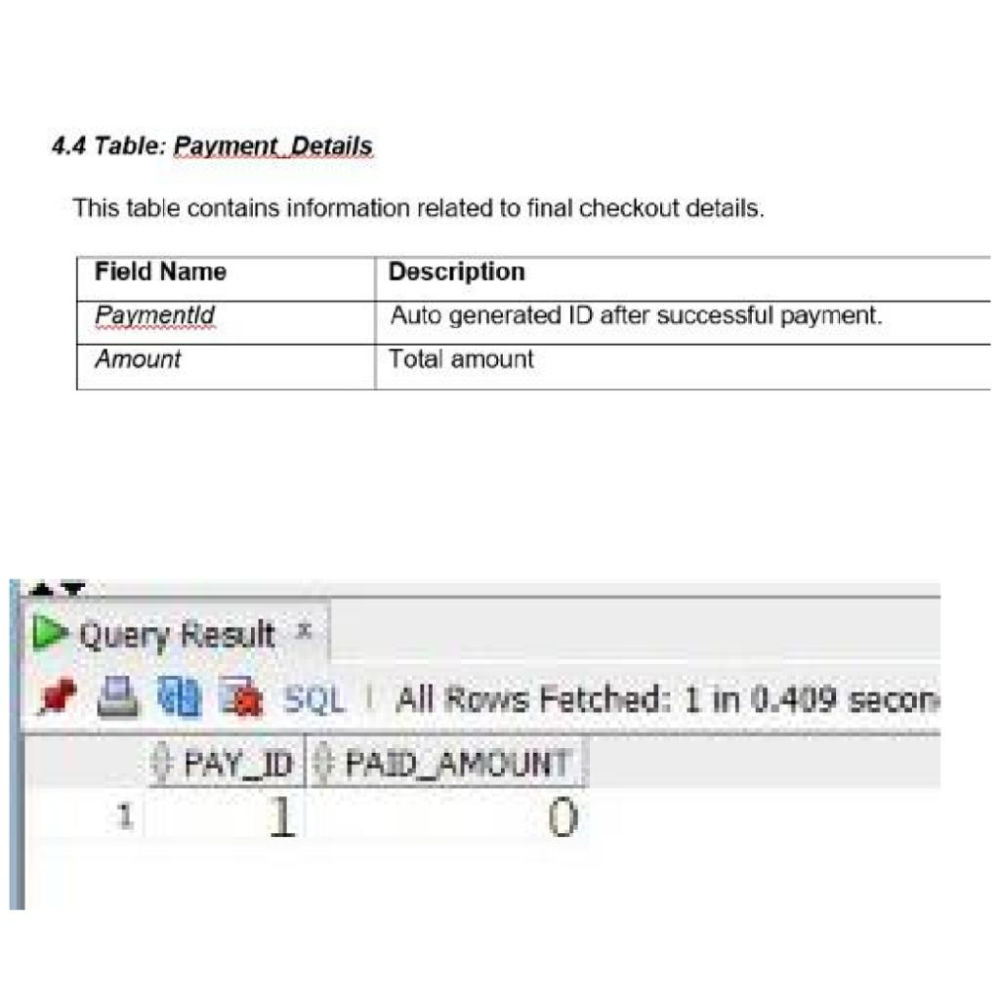 4.4 Table: Payment_Details
This table contains information related to final checkout details.
Field Name Description
PaymentId Auto generated ID after successful payment.
Amount Total amount
Query Result x
SQL | All Rows Fetched: 1 in 0.409 secon
PAY_ID PAID_AMOUNT
1 1 0